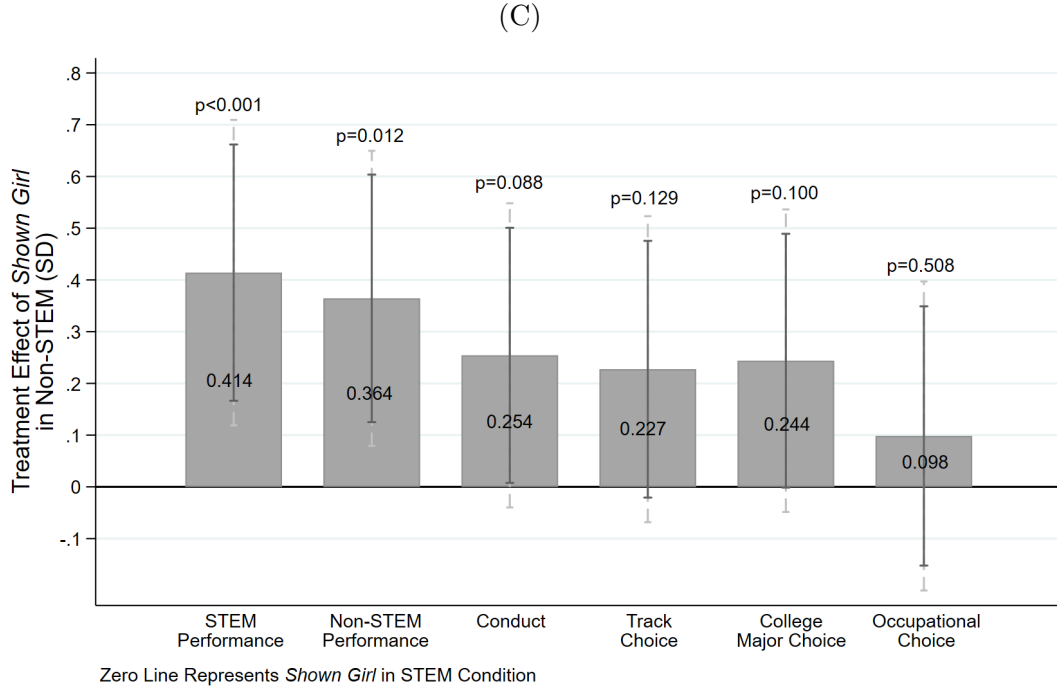 (C)
Treatment Effect of Shown Girl
in Non-STEM (SD)
.8
.7
.6
.5
.4
.3
.2
.1
0
-.1
p<0.001
p=0.012
p=0.088
p=0.129
p=0.100
p=0.508
0.414
0.364
0.254
0.227
0.244
0.098
STEM
Performance
Non-STEM
Performance
Conduct
Track
Choice
College
Major Choice
Occupational
Choice
Zero Line Represents Shown Girl in STEM Condition